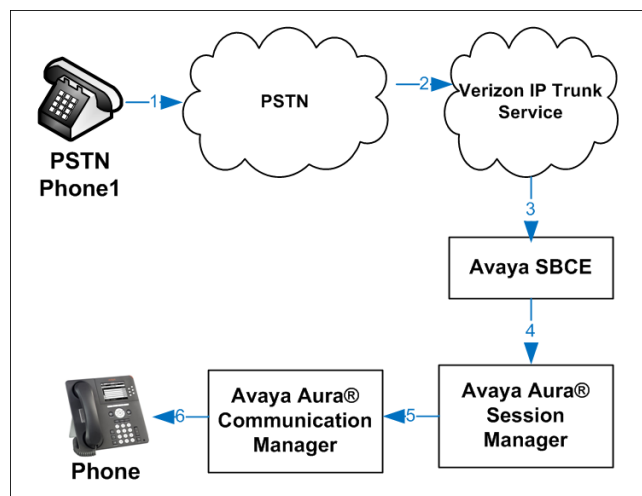 1
2
PSTN
Verizon IP Trunk
Service
PSTN
Phone1
3
Avaya SBCE
4
Avaya Aura®
Session
Manager
5
Avaya Aura®
Communication
Manager
6
Phone